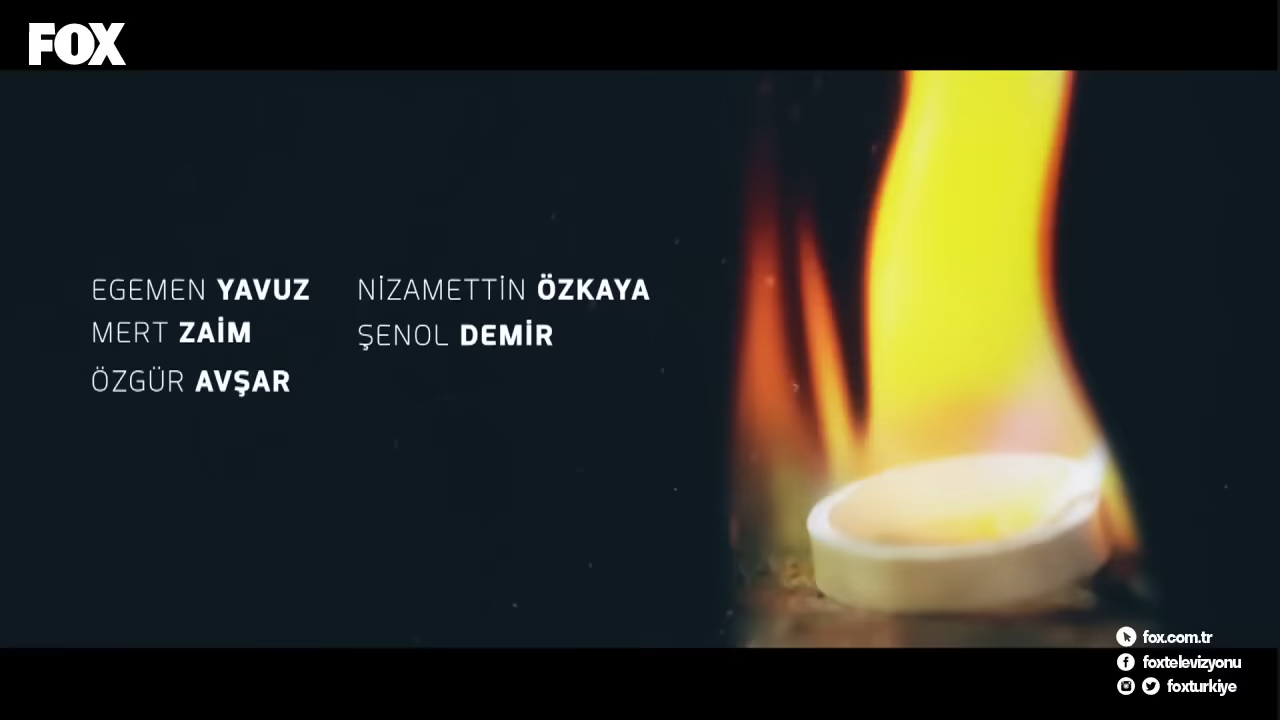 FOX
EGEMEN YAVUZ
MERT ZAİM
ÖZGÜR AVŞAR
NİZAMETTİN ÖZKAYA
ŞENOL DEMİR
fox.com.tr
foxtelevizyonu
foxturkiye